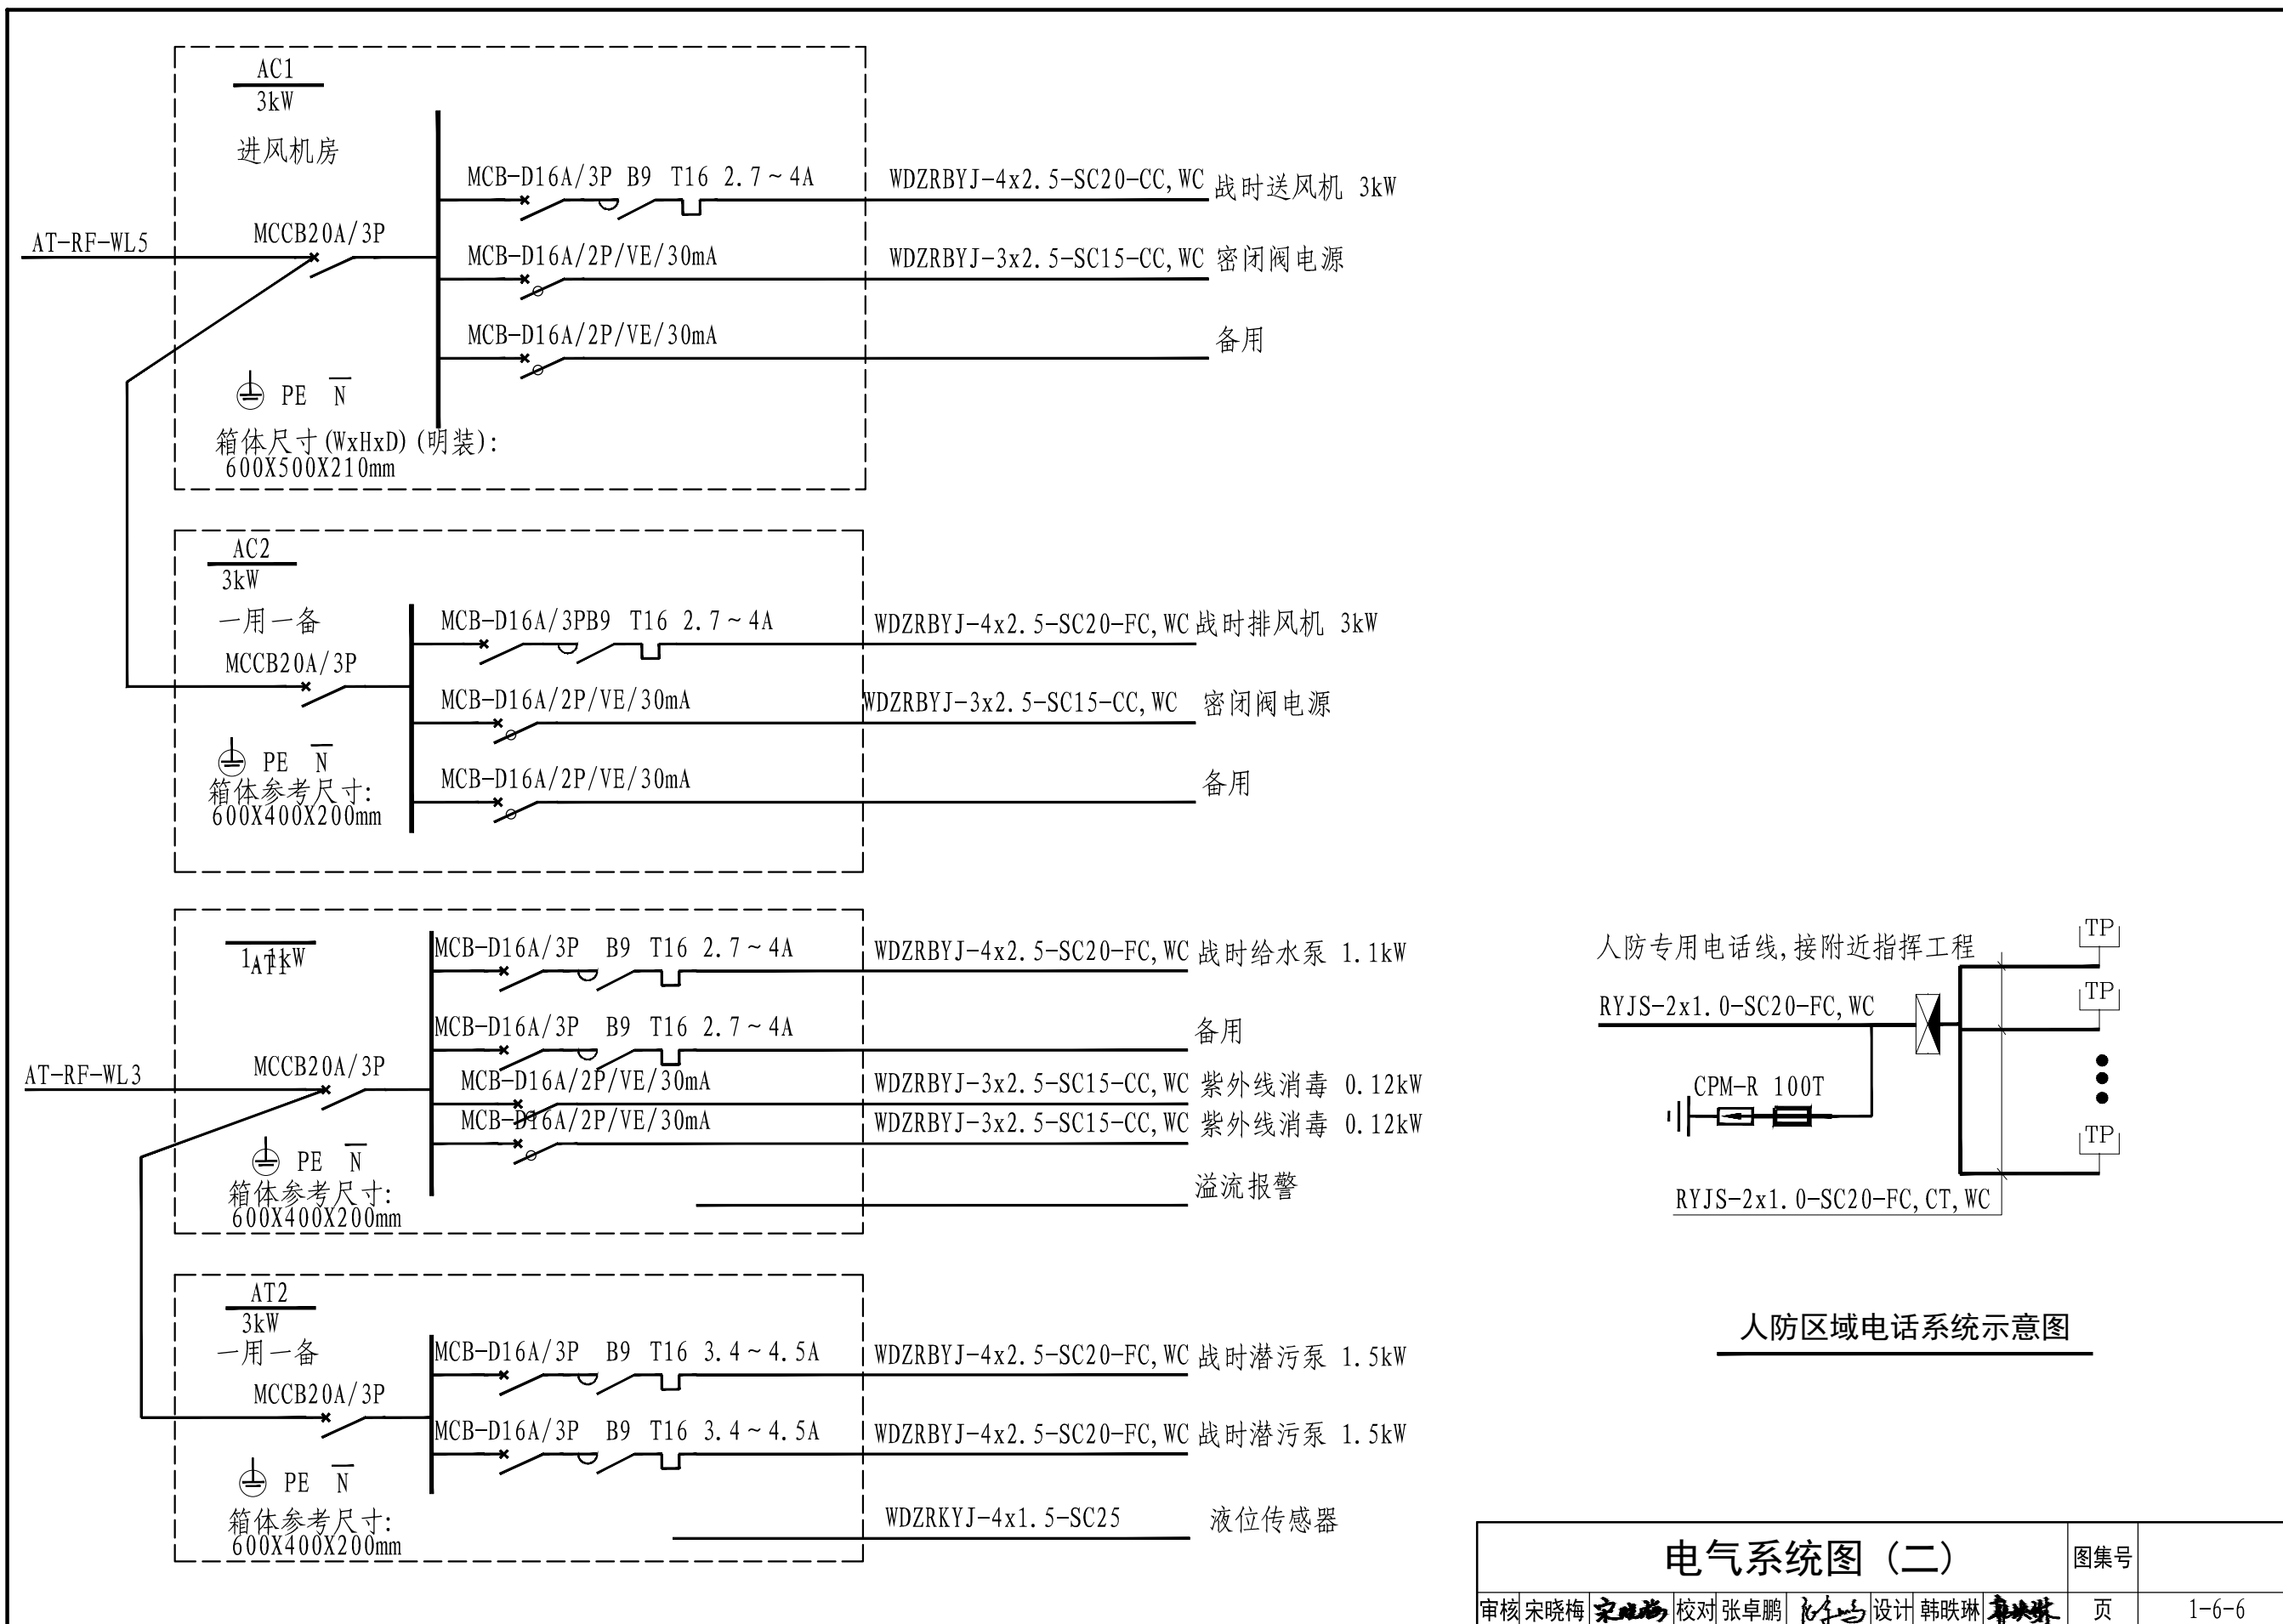 AC1
3kW
进风机房
MCB-D16A/3P B9 T16 2.7~4A WDZRBYJ-4x2.5-SC20-CC,WC 战时送风机 3kW
AT-RF-WL5 MCCB20A/3P
MCB-D16A/2P/VE/30mA WDZRBYJ-3x2.5-SC15-CC,WC 密闭阀电源
MCB-D16A/2P/VE/30mA 备用
PE N
箱体尺寸(WxHxD)(明装):
600X500X210mm
AC2
3kW
一用一备
MCB-D16A/3PB9 T16 2.7~4A WDZRBYJ-4x2.5-SC20-FC,WC 战时排风机 3kW
MCCB20A/3P
MCB-D16A/2P/VE/30mA WDZRBYJ-3x2.5-SC15-CC,WC 密闭阀电源
MCB-D16A/2P/VE/30mA 备用
PE N
箱体参考尺寸:
600X400X200mm
1.1kW
AT1
MCB-D16A/3P B9 T16 2.7~4A WDZRBYJ-4x2.5-SC20-FC,WC 战时给水泵 1.1kW
MCB-D16A/3P B9 T16 2.7~4A 备用
AT-RF-WL3 MCCB20A/3P
MCB-D16A/2P/VE/30mA WDZRBYJ-3x2.5-SC15-CC,WC 紫外线消毒 0.12kW
MCB-D16A/2P/VE/30mA WDZRBYJ-3x2.5-SC15-CC,WC 紫外线消毒 0.12kW
PE N
溢流报警
箱体参考尺寸:
600X400X200mm
AT2
3kW
一用一备
MCB-D16A/3P B9 T16 3.4~4.5A WDZRBYJ-4x2.5-SC20-FC,WC 战时潜污泵 1.5kW
MCCB20A/3P
MCB-D16A/3P B9 T16 3.4~4.5A WDZRBYJ-4x2.5-SC20-FC,WC 战时潜污泵 1.5kW
PE N
箱体参考尺寸:
600X400X200mm
WDZRKYJ-4x1.5-SC25 液位传感器
TP
人防专用电话线,接附近指挥工程
TP
RYJS-2x1.0-SC20-FC,WC
CPM-R 100T
TP
RYJS-2x1.0-SC20-FC,CT,WC
人防区域电话系统示意图
电气系统图（二） 图集号
审核 宋晓梅 宋晓梅 校对 张卓鹏 设计 韩昳琳 韩昳琳 页 1-6-6